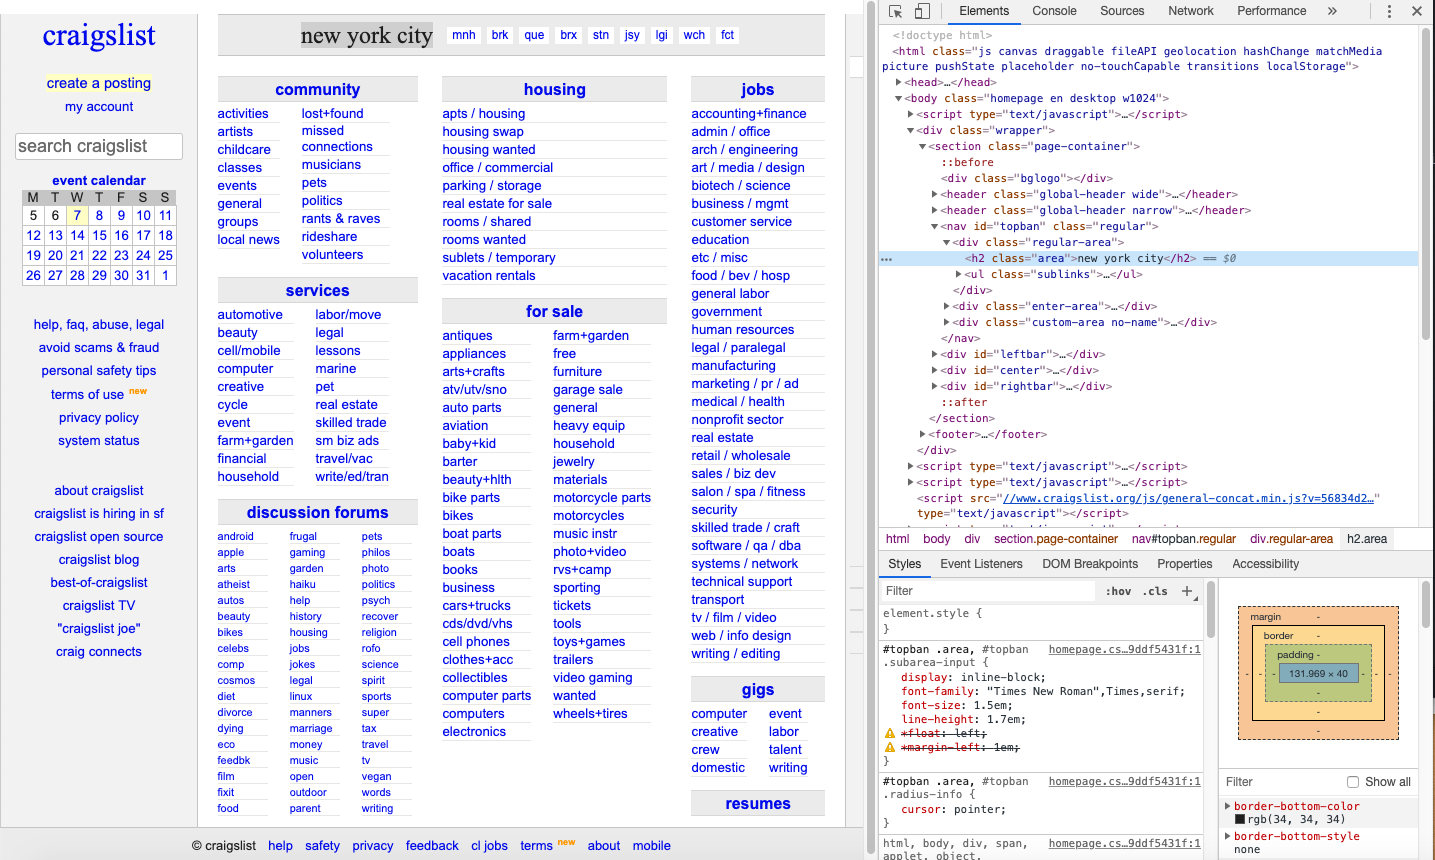 craigslist
create a posting
my account
search craigslist
event calendar
M T W T F S S
5 6 7 8 9 10 11
12 13 14 15 16 17 18
19 20 21 22 23 24 25
26 27 28 29 30 31 1
help, faq, abuse, legal
avoid scams & fraud
personal safety tips
terms of use new
privacy policy
system status
about craigslist
craigslist is hiring in sf
craigslist open source
craigslist blog
best-of-craigslist
craigslist TV
"craigslist joe"
craig connects
new york city mnh brk que brx stn jsy lgi wch fct
community
activities
artists
childcare
classes
events
general
groups
local news
lost+found
missed
connections
musicians
pets
politics
rants & raves
rideshare
volunteers
services
automotive
beauty
cell/mobile
computer
creative
cycle
event
farm+garden
financial
household
labor/move
legal
lessons
marine
pet
real estate
skilled trade
sm biz ads
travel/vac
write/ed/tran
discussion forums
android
apple
arts
atheist
autos
beauty
bikes
celebs
comp
cosmos
diet
divorce
dying
eco
feedbk
film
fixit
food
frugal
gaming
garden
haiku
help
history
housing
jobs
jokes
legal
linux
manners
marriage
money
music
open
outdoor
parent
pets
philos
photo
politics
psych
recover
religion
rofo
science
spirit
sports
super
tax
travel
tv
vegan
words
writing
housing
apts / housing
housing swap
housing wanted
office / commercial
parking / storage
real estate for sale
rooms / shared
rooms wanted
sublets / temporary
vacation rentals
for sale
antiques
appliances
arts+crafts
atv/utv/sno
auto parts
aviation
baby+kid
barter
beauty+hlth
bike parts
bikes
boat parts
boats
books
business
cars+trucks
cds/dvd/vhs
cell phones
clothes+acc
collectibles
computer parts
computers
electronics
farm+garden
free
furniture
garage sale
general
heavy equip
household
jewelry
materials
motorcycle parts
motorcycles
music instr
photo+video
rvs+camp
sporting
tickets
tools
toys+games
trailers
video gaming
wanted
wheels+tires
jobs
accounting+finance
admin / office
arch / engineering
art / media / design
biotech / science
business / mgmt
customer service
education
etc / misc
food / bev / hosp
general labor
government
human resources
legal / paralegal
manufacturing
marketing / pr / ad
medical / health
nonprofit sector
real estate
retail / wholesale
sales / biz dev
salon / spa / fitness
security
skilled trade / craft
software / qa / dba
systems / network
technical support
transport
tv / film / video
web / info design
writing / editing
gigs
computer
creative
crew
domestic
event
labor
talent
writing
resumes
© craigslist help safety privacy feedback cl jobs terms new about mobile
Elements Console Sources Network Performance »
<!doctype html>
<html class="js canvas draggable fileAPI geolocation hashChange matchMedia
picture pushState placeholder no-touchCapable transitions localStorage">
<head>…</head>
<body class="homepage en desktop w1024">
<script type="text/javascript">…</script>
<div class="wrapper">
<section class="page-container">
::before
<div class="bglogo"></div>
<header class="global-header wide">…</header>
<header class="global-header narrow">…</header>
<nav id="topban" class="regular">
<div class="regular-area">
… <h2 class="area">new york city</h2> == $0
<ul class="sublinks">…</ul>
</div>
<div class="enter-area">…</div>
<div class="custom-area no-name">…</div>
</nav>
<div id="leftbar">…</div>
<div id="center">…</div>
<div id="rightbar">…</div>
::after
</section>
<footer>…</footer>
</div>
<script type="text/javascript">…</script>
<script type="text/javascript">…</script>
<script src="//www.craigslist.org/js/general-concat.min.js?v=56834d2…"
type="text/javascript"></script>
html body div section.page-container nav#topban.regular div.regular-area h2.area
Styles Event Listeners DOM Breakpoints Properties Accessibility
Filter :hov .cls +
element.style {
}
#topban .area, #topban homepage.cs…9ddf5431f:1
.subarea-input {
display: inline-block;
font-family: "Times New Roman",Times,serif;
font-size: 1.5em;
line-height: 1.7em;
*float: left;
*margin-left: 1em;
}
#topban .area, #topban homepage.cs…9ddf5431f:1
.radius-info {
cursor: pointer;
}
html, body, div, span, homepage.cs…9ddf5431f:1
applet, object,
margin -
border -
padding -
- - - 131.969 × 40 - - -
-
-
-
Filter Show all
border-bottom-color
rgb(34, 34, 34)
border-bottom-style
none